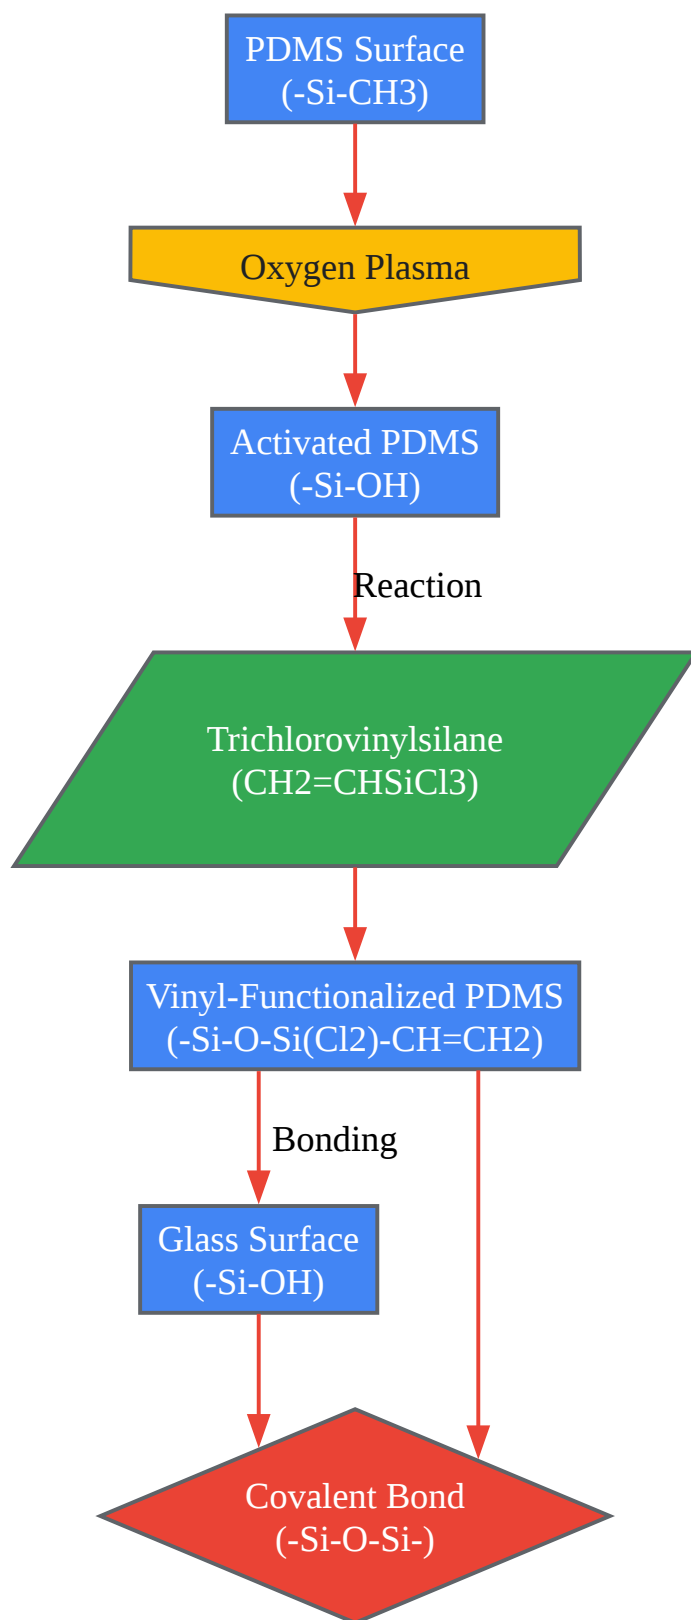 PDMS Surface
(-Si-CH3)
Oxygen Plasma
Activated PDMS
(-Si-OH)
Reaction
Trichlorovinylsilane
(CH2=CHSiCl3)
Vinyl-Functionalized PDMS
(-Si-O-Si(Cl2)-CH=CH2)
Bonding
Glass Surface
(-Si-OH)
Covalent Bond
(-Si-O-Si-)